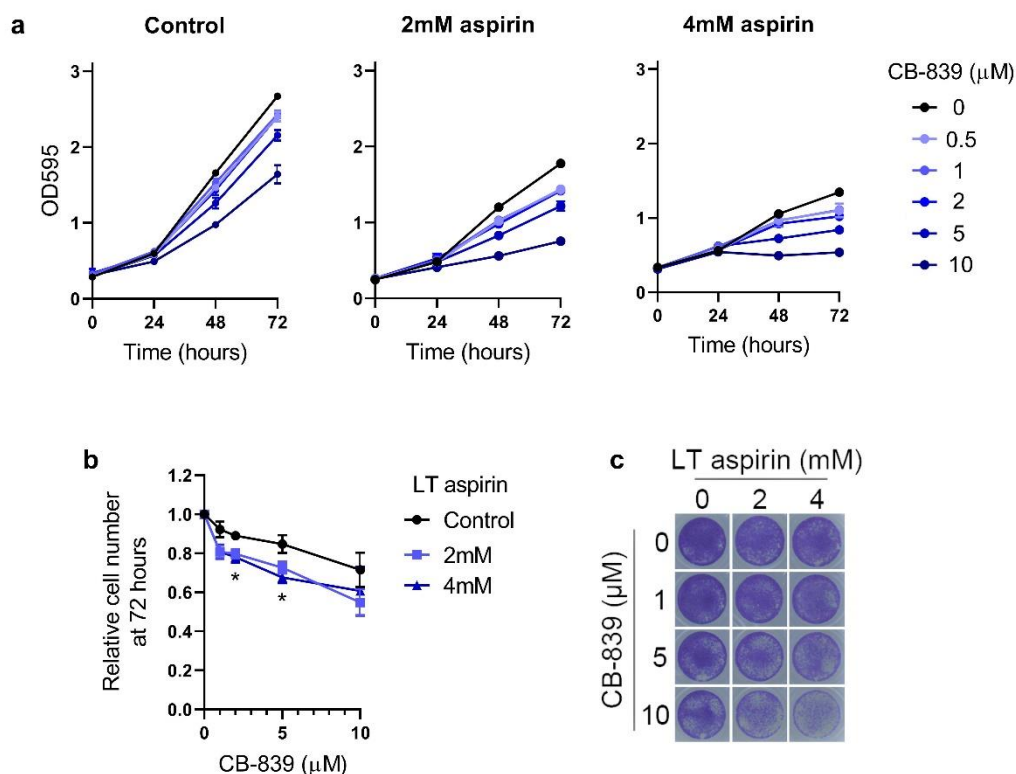 a
Control
2mM aspirin
4mM aspirin
OD595
3
2
1
0
0 24 48 72
Time (hours)
3
2
1
0
0 24 48 72
Time (hours)
3
2
1
0
0 24 48 72
Time (hours)
CB-839 (μM)
0
0.5
1
2
5
10
b
Relative cell number
at 72 hours
1.2
1.0
0.8
0.6
0.4
0.2
0.0
* *
0 5 10
CB-839 (μM)
LT aspirin
Control
2mM
4mM
c
LT aspirin (mM)
0 2 4
CB-839 (μM)
0
1
5
10